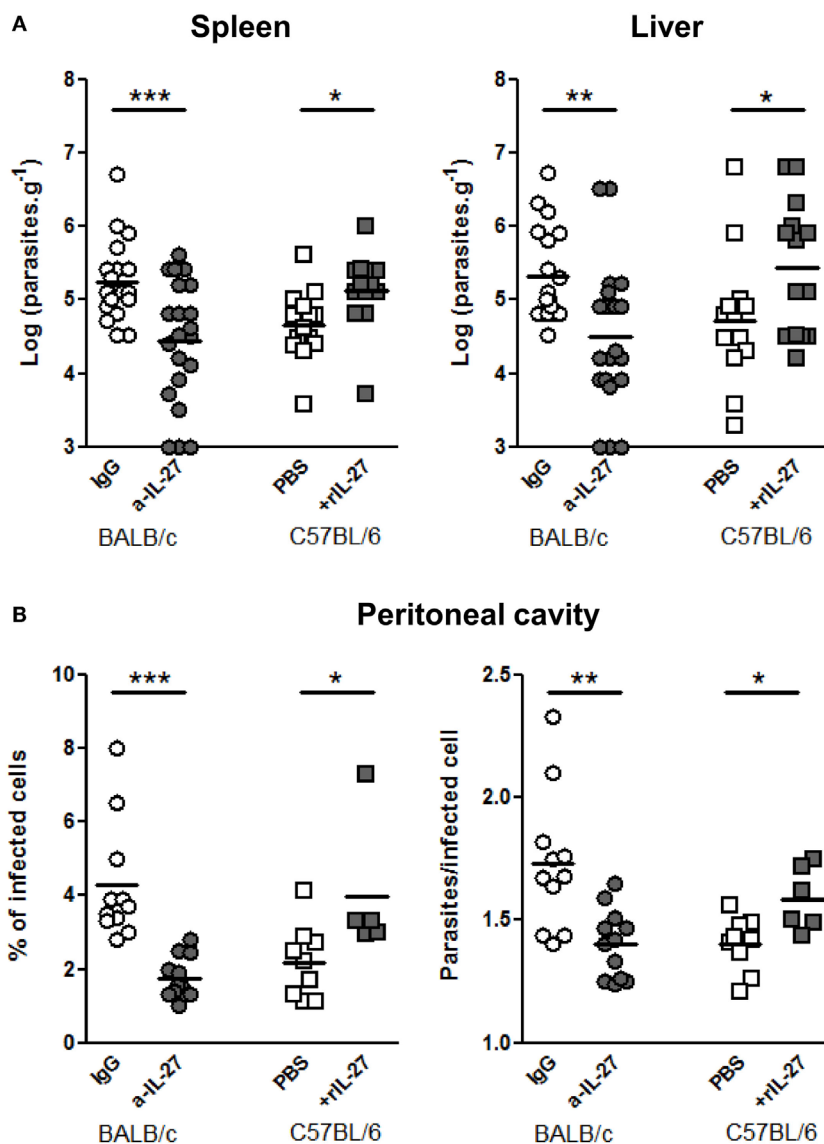 A
Spleen
Liver
*** *
** *
Log (parasites.g⁻¹)
8
7
6
5
4
3
IgG a-IL-27 PBS +rIL-27
BALB/c C57BL/6
Log (parasites.g⁻¹)
8
7
6
5
4
3
IgG a-IL-27 PBS +rIL-27
BALB/c C57BL/6
B
Peritoneal cavity
*** *
** *
% of infected cells
10
8
6
4
2
0
IgG a-IL-27 PBS +rIL-27
BALB/c C57BL/6
Parasites/infected cell
2.5
2.0
1.5
1.0
IgG a-IL-27 PBS +rIL-27
BALB/c C57BL/6